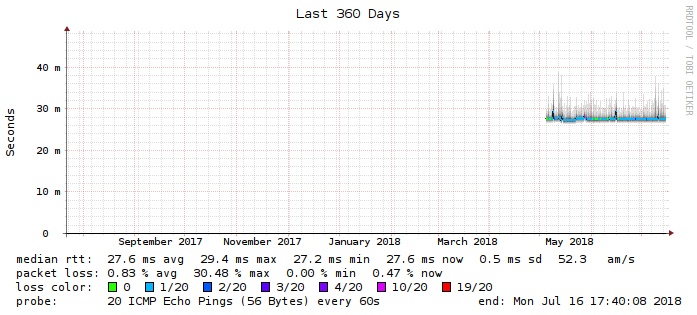 Last 360 Days
RRDTOOL / TOBI OETIKER
Seconds
40 m
30 m
20 m
10 m
0
September 2017 November 2017 January 2018 March 2018 May 2018
median rtt: 27.6 ms avg 29.4 ms max 27.2 ms min 27.6 ms now 0.5 ms sd 52.3 am/s
packet loss: 0.83 % avg 30.48 % max 0.00 % min 0.47 % now
loss color: 0 1/20 2/20 3/20 4/20 10/20 19/20
probe: 20 ICMP Echo Pings (56 Bytes) every 60s end: Mon Jul 16 17:40:08 2018